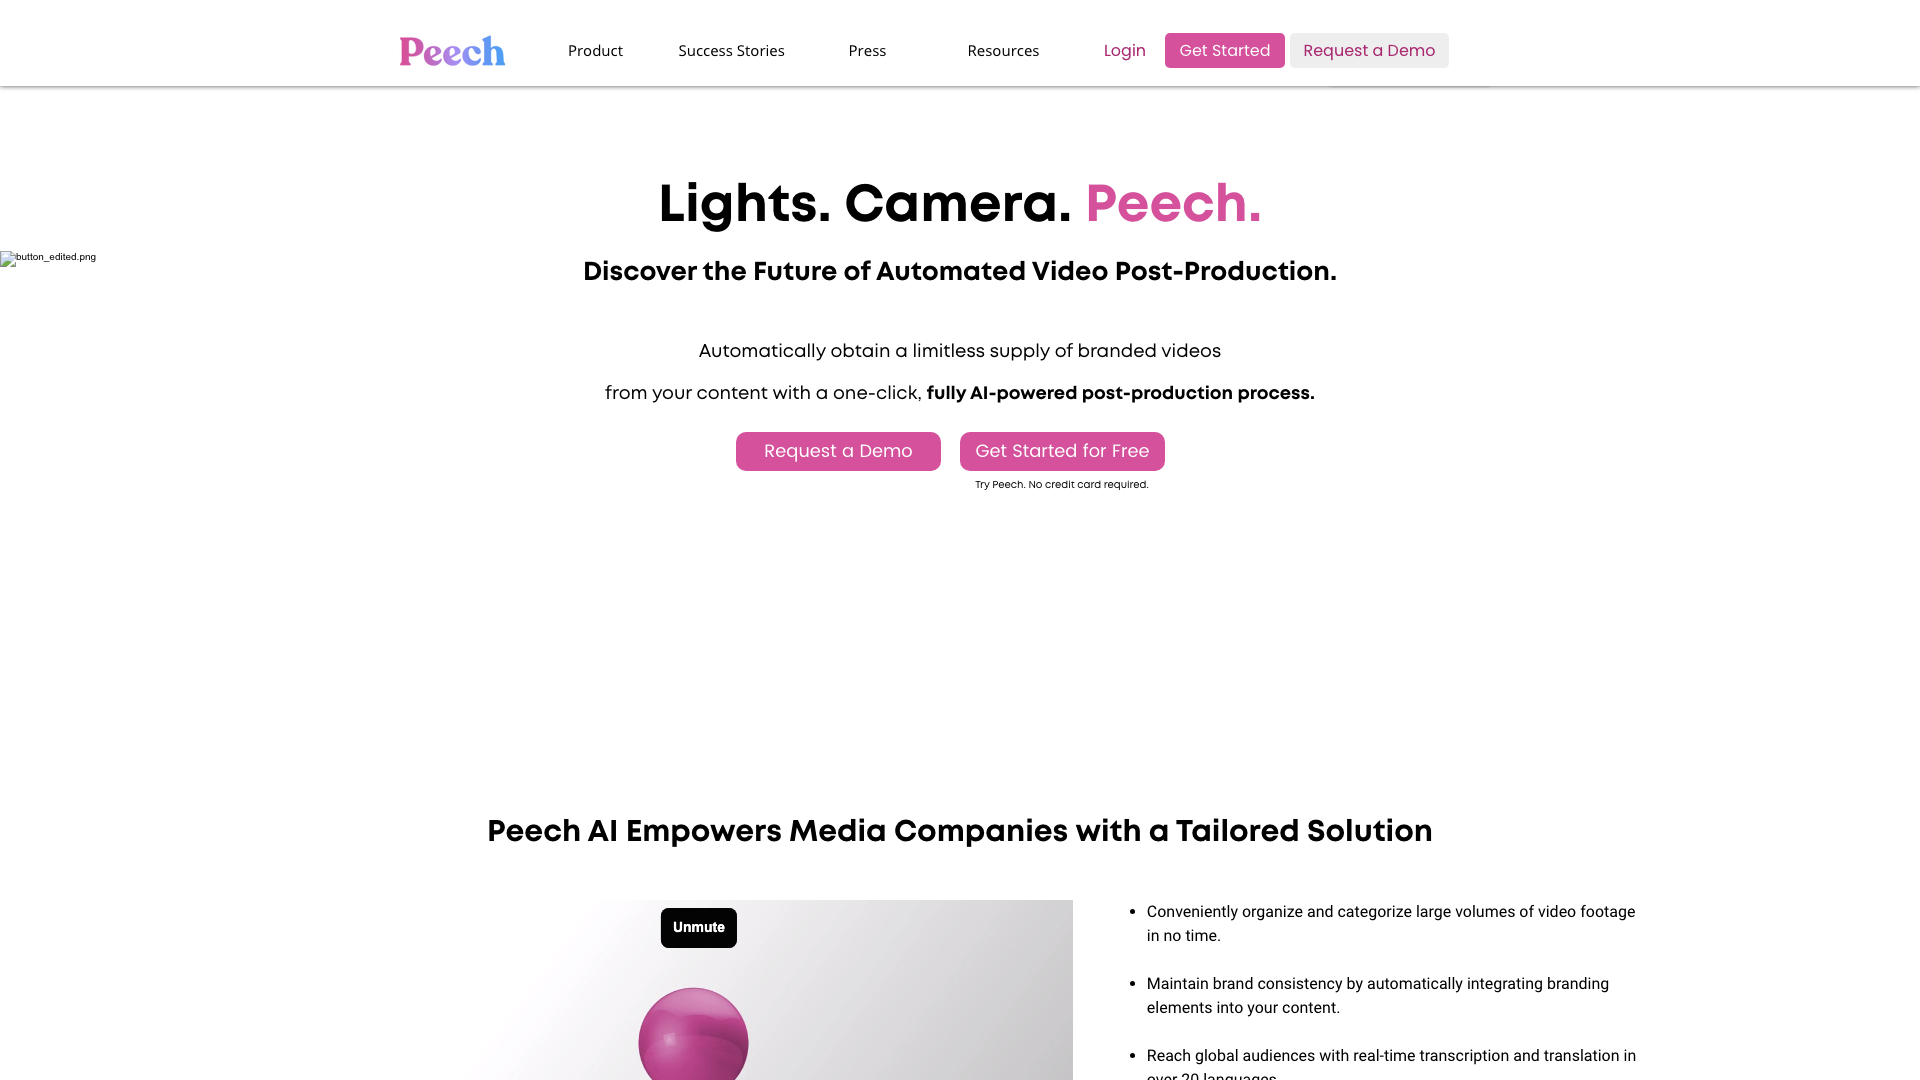 Peech
Product
Success Stories
Press
Resources
Login
Get Started
Request a Demo
Lights. Camera. Peech.
button_edited.png
Discover the Future of Automated Video Post-Production.
Automatically obtain a limitless supply of branded videos
from your content with a one-click, fully AI-powered post-production process.
Request a Demo
Get Started for Free
Try Peech. No credit card required.
Peech AI Empowers Media Companies with a Tailored Solution
Unmute
Conveniently organize and categorize large volumes of video footage
in no time.
Maintain brand consistency by automatically integrating branding
elements into your content.
Reach global audiences with real-time transcription and translation in
over 20 languages